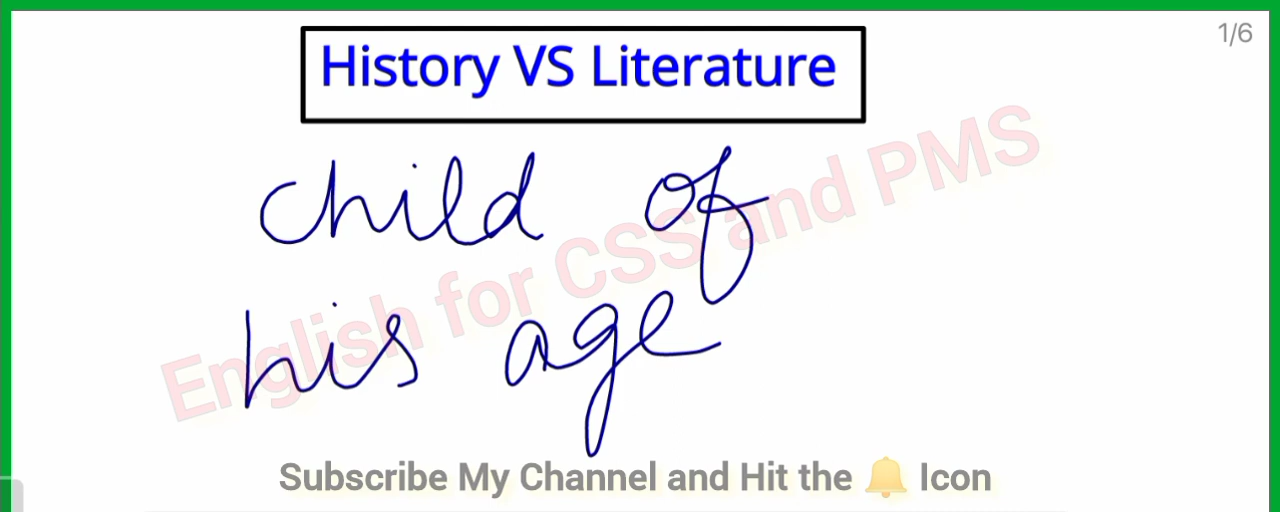 1/6
History VS Literature
child of
his age
English for CSS and PMS
Subscribe My Channel and Hit the 🔔 Icon